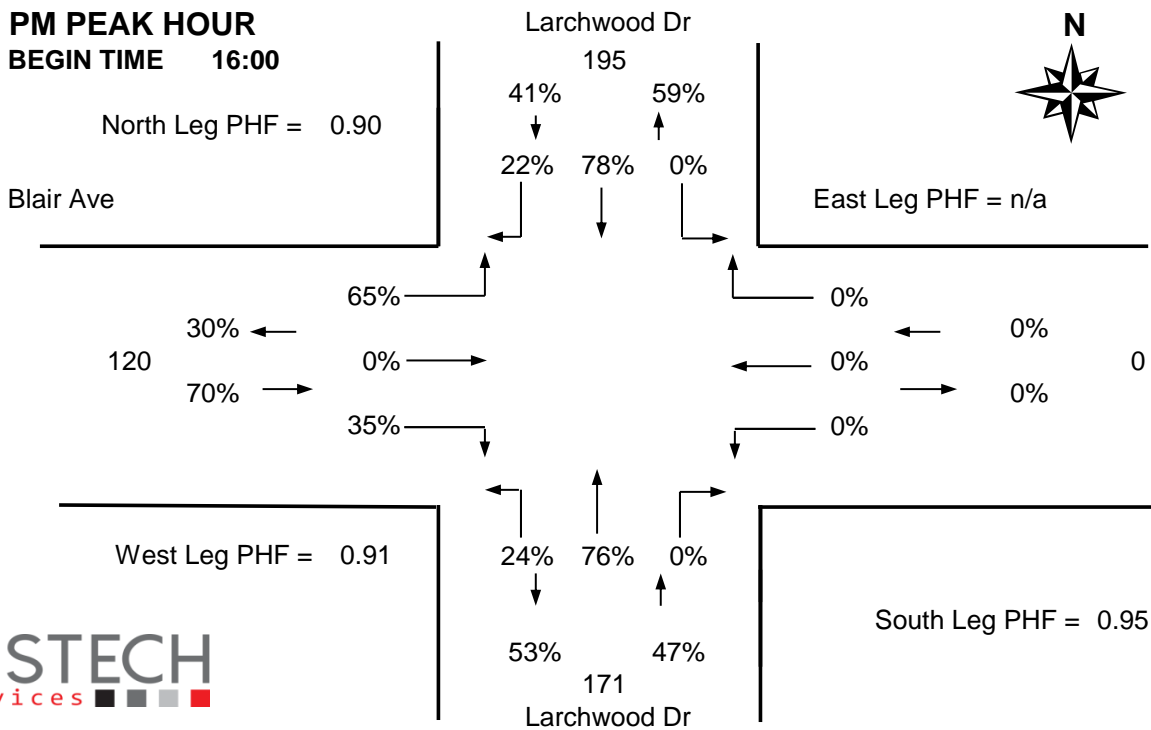 PM PEAK HOUR
BEGIN TIME 16:00
Larchwood Dr
195
N
41% 59%
North Leg PHF = 0.90
22% 78% 0%
Blair Ave
East Leg PHF = n/a
65% 0%
30% 0%
120 0% 0% 0
70% 0%
35% 0%
West Leg PHF = 0.91
24% 76% 0%
South Leg PHF = 0.95
53% 47%
171
Larchwood Dr
STECH
vices